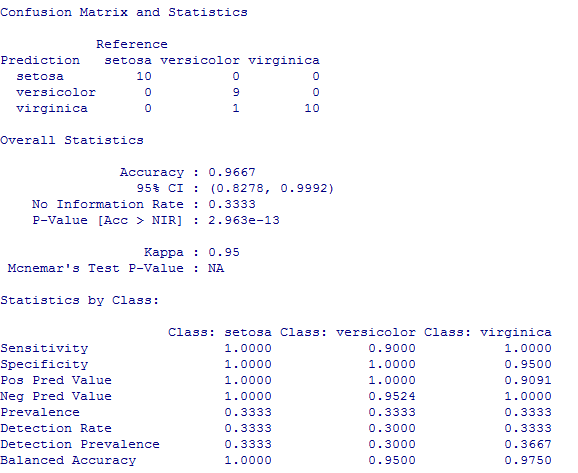 Confusion Matrix and Statistics
Reference
Prediction setosa versicolor virginica
setosa 10 0 0
versicolor 0 9 0
virginica 0 1 10
Overall Statistics
Accuracy : 0.9667
95% CI : (0.8278, 0.9992)
No Information Rate : 0.3333
P-Value [Acc > NIR] : 2.963e-13
Kappa : 0.95
Mcnemar's Test P-Value : NA
Statistics by Class:
Class: setosa Class: versicolor Class: virginica
Sensitivity 1.0000 0.9000 1.0000
Specificity 1.0000 1.0000 0.9500
Pos Pred Value 1.0000 1.0000 0.9091
Neg Pred Value 1.0000 0.9524 1.0000
Prevalence 0.3333 0.3333 0.3333
Detection Rate 0.3333 0.3000 0.3333
Detection Prevalence 0.3333 0.3000 0.3667
Balanced Accuracy 1.0000 0.9500 0.9750